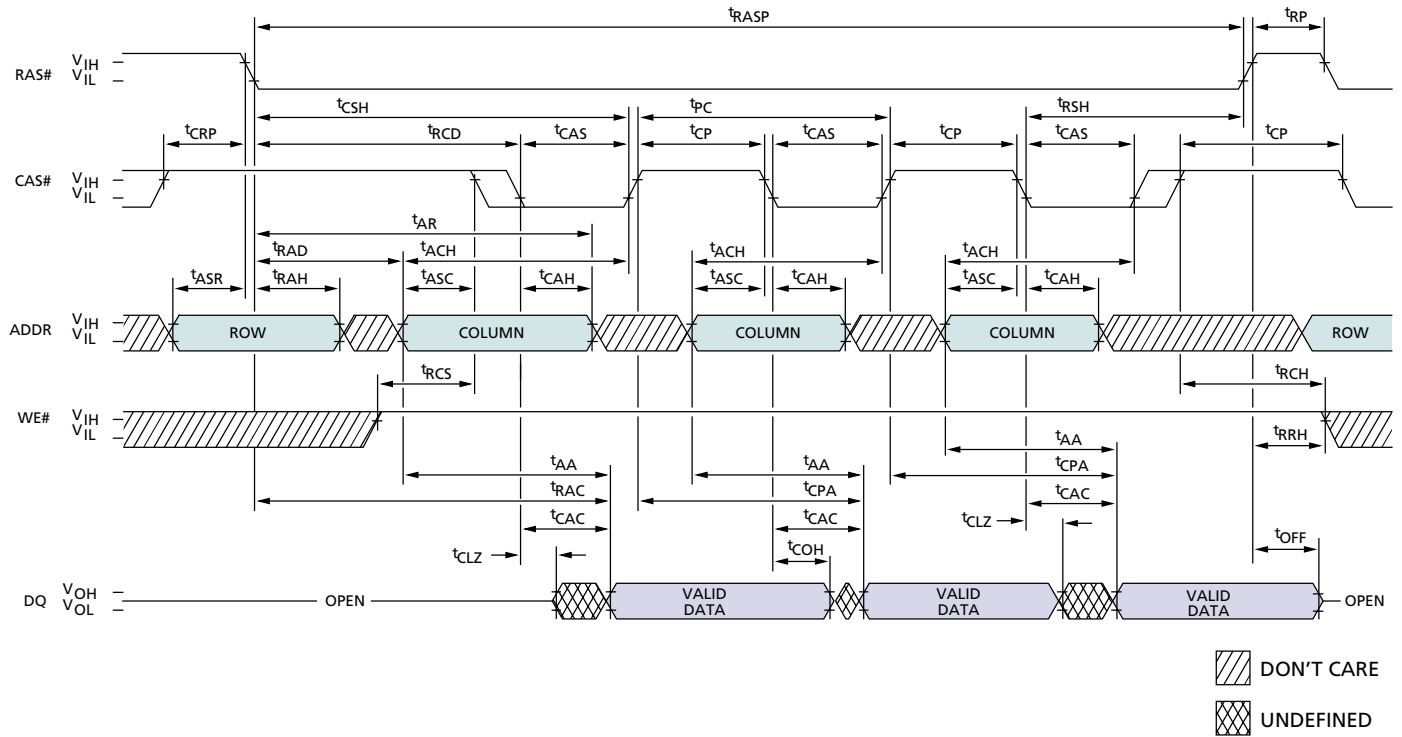 tRASP tRP
RAS# VIH
VIL
tCSH tPC tRSH
tCRP tRCD tCAS tCP tCAS tCP tCAS tCP
CAS# VIH
VIL
tAR
tRAD tACH tACH tACH
tASR tRAH tASC tCAH tASC tCAH tASC tCAH
ADDR VIH
VIL
ROW COLUMN COLUMN COLUMN ROW
tRCS tRCH
WE# VIH
VIL
tAA tRRH
tAA tAA tCPA
tRAC tCPA tCAC
tCAC tCAC tCLZ
tCLZ tCOH tOFF
DQ VOH
VOL
OPEN VALID DATA VALID DATA VALID DATA OPEN
DON'T CARE
UNDEFINED